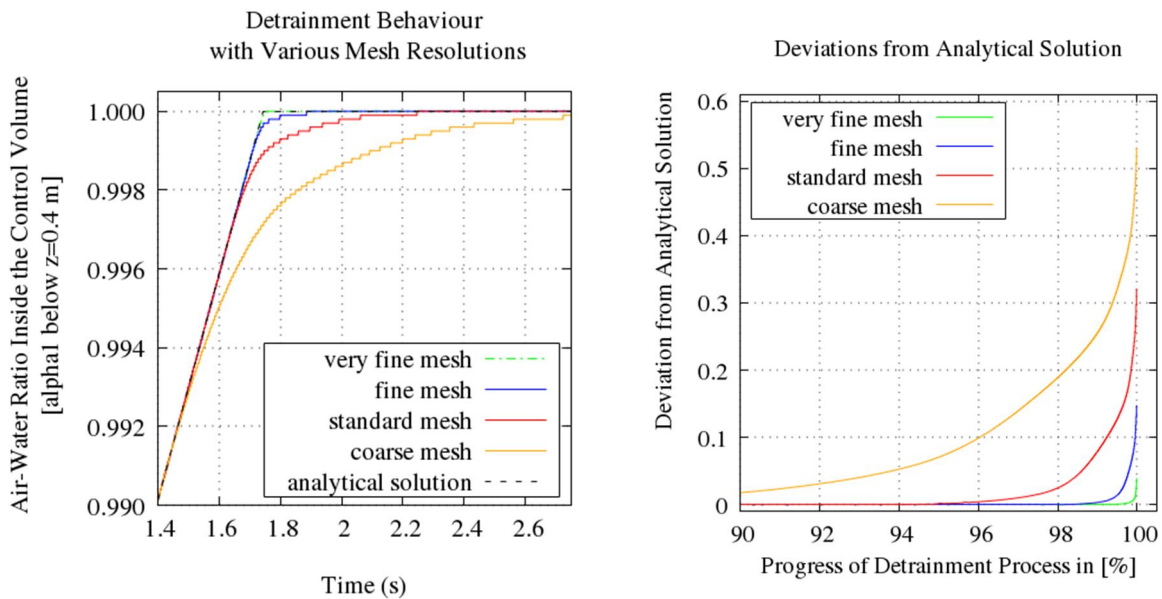 Detrainment Behaviour
with Various Mesh Resolutions
Air-Water Ratio Inside the Control Volume
[alpha1 below z=0.4 m]
1.000
0.998
0.996
0.994
0.992
0.990
very fine mesh
fine mesh
standard mesh
coarse mesh
analytical solution
1.4
1.6
1.8
2
2.2
2.4
2.6
Time (s)
Deviations from Analytical Solution
Deviation from Analytical Solution
0.6
0.5
0.4
0.3
0.2
0.1
0
very fine mesh
fine mesh
standard mesh
coarse mesh
90
92
94
96
98
100
Progress of Detrainment Process in [%]